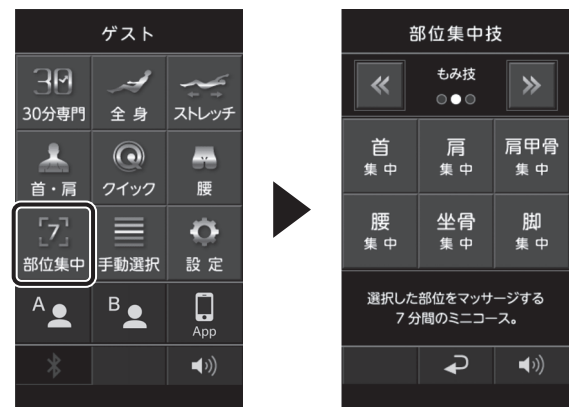 ゲスト
30
30分専門
全身
ストレッチ
首・肩
クイック
腰
7
部位集中
手動選択
設定
A
B
App
部位集中技
もみ技
首
集中
肩
集中
肩甲骨
集中
腰
集中
坐骨
集中
脚
集中
選択した部位をマッサージする
7分間のミニコース。